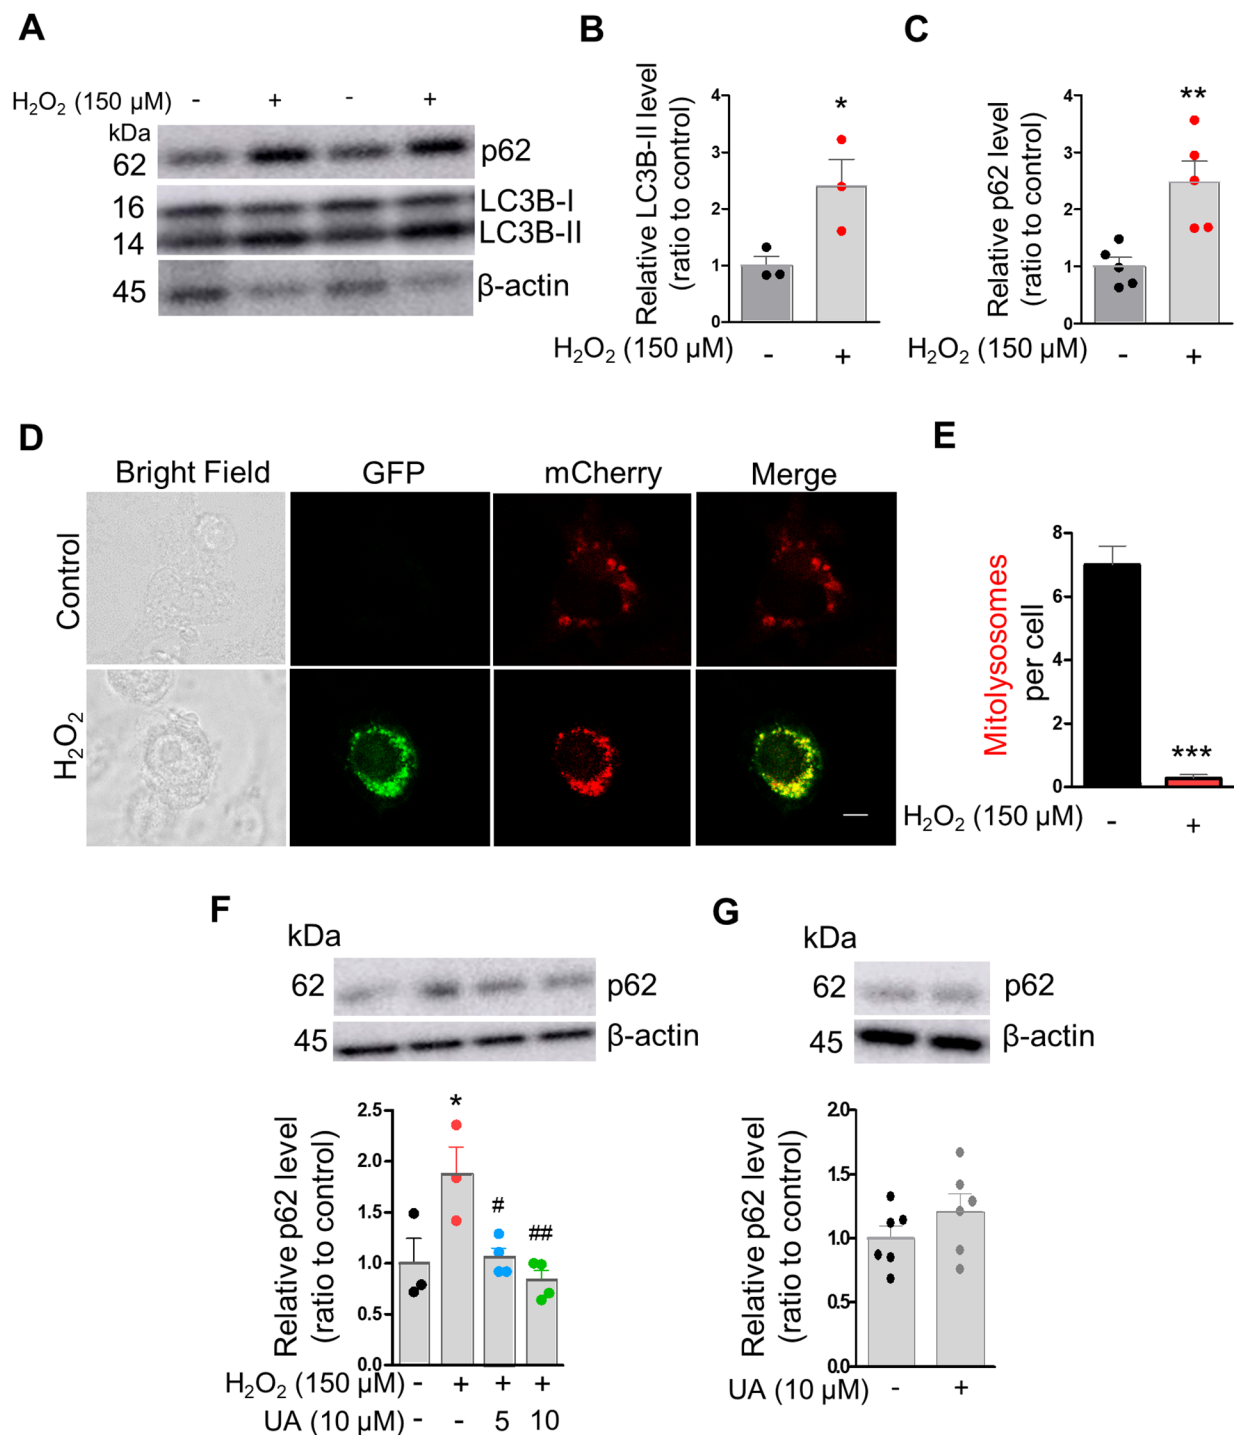 A
H₂O₂ (150 µM) - + - +
kDa
62 p62
16 LC3B-I
14 LC3B-II
45 β-actin
B
Relative LC3B-II level
(ratio to control)
4
3
2
1
0
*
H₂O₂ (150 µM) - +
C
Relative p62 level
(ratio to control)
4
3
2
1
0
**
H₂O₂ (150 µM) - +
D
Bright Field GFP mCherry Merge
Control
H₂O₂
E
Mitolysosomes
per cell
8
6
4
2
0
***
H₂O₂ (150 µM) - +
F
kDa
62 p62
45 β-actin
Relative p62 level
(ratio to control)
2.5
2.0
1.5
1.0
0.5
0.0
*
#
##
H₂O₂ (150 µM) - + + +
UA (10 µM) - - 5 10
G
kDa
62 p62
45 β-actin
Relative p62 level
(ratio to control)
2.0
1.5
1.0
0.5
0.0
UA (10 µM) - +